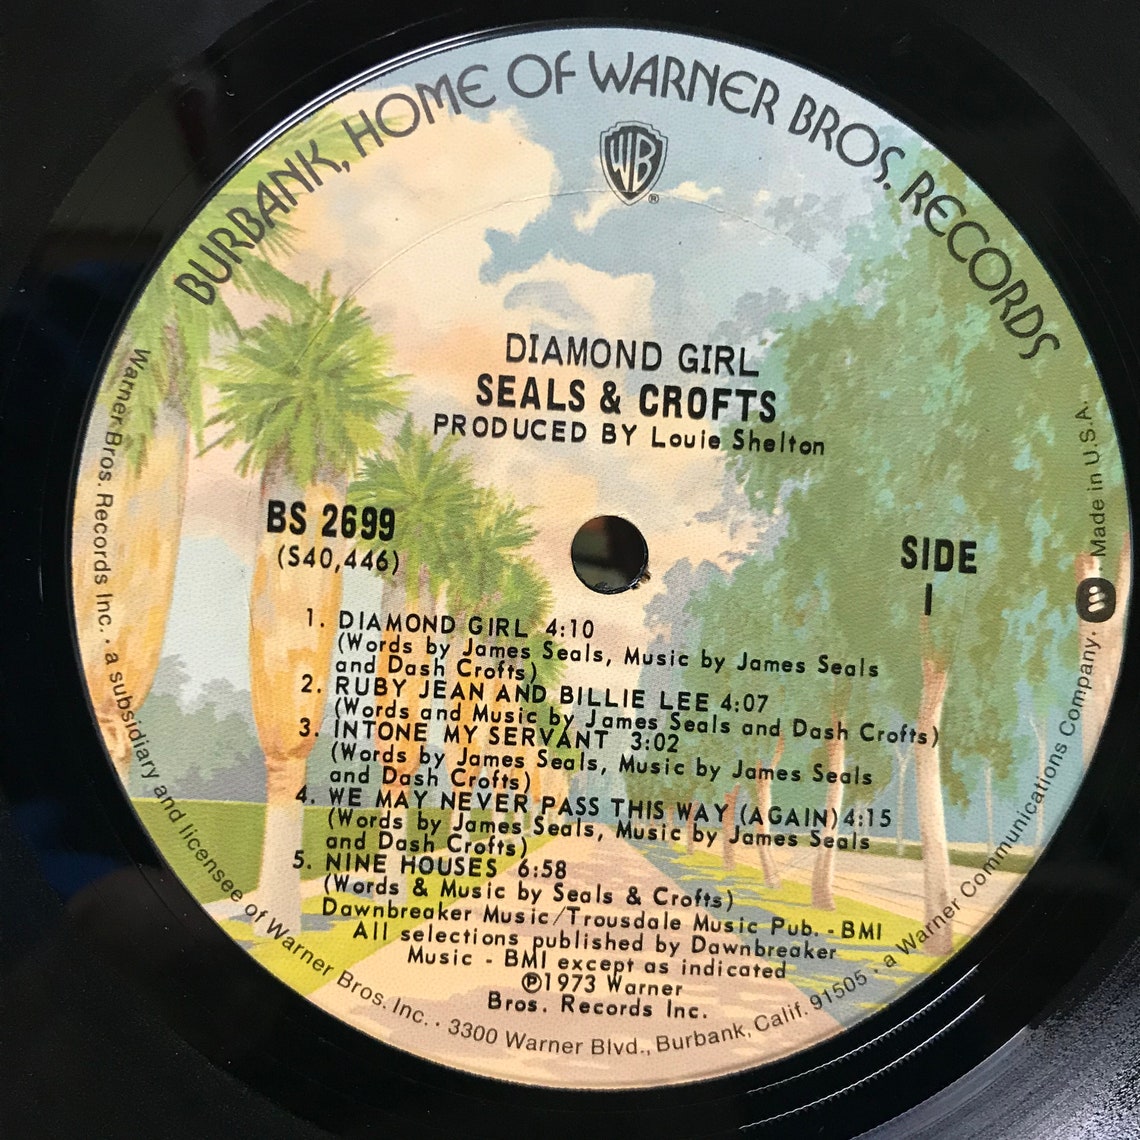 BURBANK, HOME OF WARNER BROS. RECORDS
WB
®
DIAMOND GIRL
SEALS & CROFTS
PRODUCED BY Louie Shelton
BS 2699
(S40,446)
SIDE
1
1. DIAMOND GIRL 4:10
(Words by James Seals, Music by James Seals
and Dash Crofts)
2. RUBY JEAN AND BILLIE LEE 4:07
(Words and Music by James Seals and Dash Crofts)
3. INTONE MY SERVANT 3:02
(Words by James Seals, Music by James Seals
and Dash Crofts)
4. WE MAY NEVER PASS THIS WAY (AGAIN) 4:15
(Words by James Seals, Music by James Seals
and Dash Crofts)
5. NINE HOUSES 6:58
(Words & Music by Seals & Crofts)
Dawnbreaker Music/Trousdale Music Pub. - BMI
All selections published by Dawnbreaker
Music - BMI except as indicated
℗1973 Warner
Bros. Records Inc.
Warner Bros. Records Inc. · a subsidiary and licensee of Warner Bros. Inc. · 3300 Warner Blvd., Burbank, Calif. 91505 · a Warner Communications Company. Made in U.S.A.